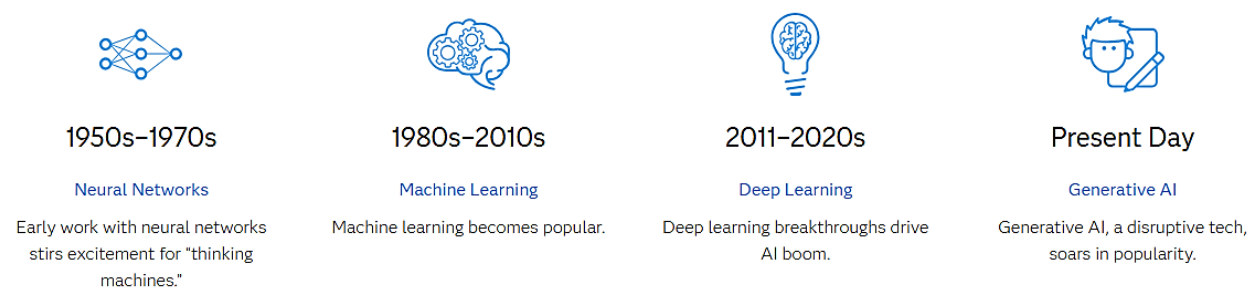 1950s–1970s
Neural Networks
Early work with neural networks
stirs excitement for “thinking
machines.”
1980s–2010s
Machine Learning
Machine learning becomes popular.
2011–2020s
Deep Learning
Deep learning breakthroughs drive
AI boom.
Present Day
Generative AI
Generative AI, a disruptive tech,
soars in popularity.